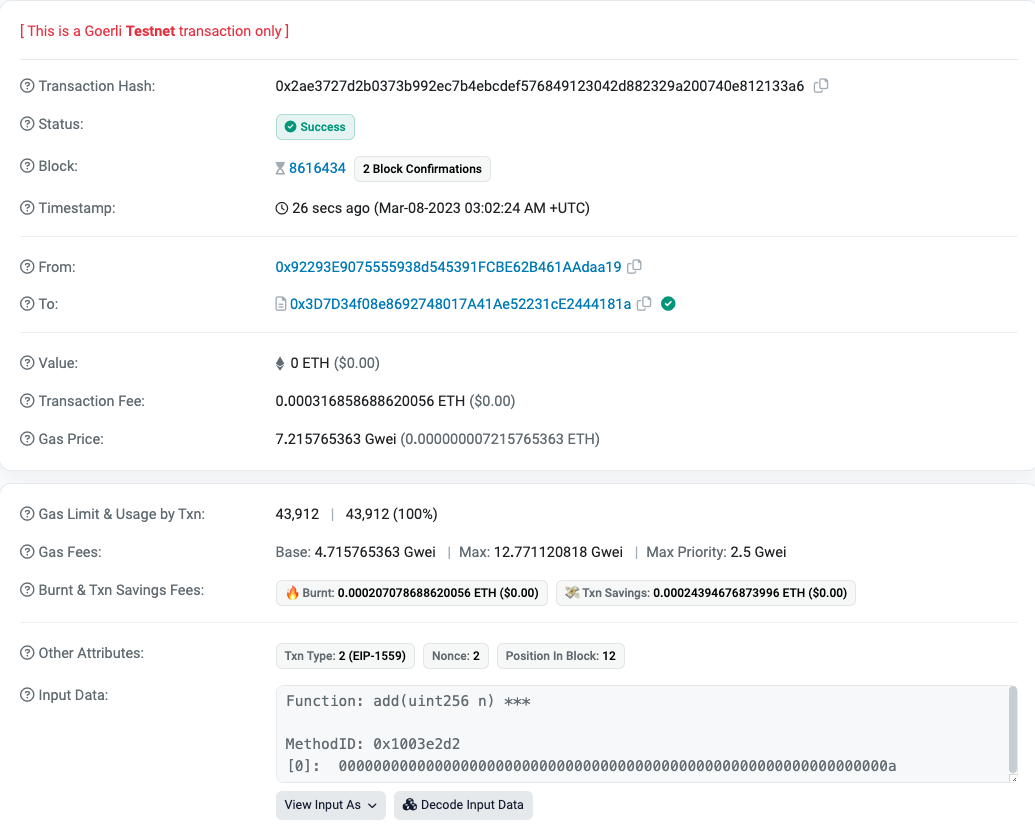 [ This is a Goerli Testnet transaction only ]
Transaction Hash: 0x2ae3727d2b0373b992ec7b4ebcdef576849123042d882329a200740e812133a6
Status: Success
Block: 8616434 2 Block Confirmations
Timestamp: 26 secs ago (Mar-08-2023 03:02:24 AM +UTC)
From: 0x92293E9075555938d545391FCBE62B461AAdaa19
To: 0x3D7D34f08e8692748017A41Ae52231cE2444181a
Value: 0 ETH ($0.00)
Transaction Fee: 0.000316858688620056 ETH ($0.00)
Gas Price: 7.215765363 Gwei (0.000000007215765363 ETH)
Gas Limit & Usage by Txn: 43,912 | 43,912 (100%)
Gas Fees: Base: 4.715765363 Gwei | Max: 12.771120818 Gwei | Max Priority: 2.5 Gwei
Burnt & Txn Savings Fees: Burnt: 0.000207078688620056 ETH ($0.00) Txn Savings: 0.00024394676873996 ETH ($0.00)
Other Attributes: Txn Type: 2 (EIP-1559) Nonce: 2 Position In Block: 12
Input Data: Function: add(uint256 n) ***
MethodID: 0x1003e2d2
[0]: 000000000000000000000000000000000000000000000000000000000000000a
View Input As Decode Input Data